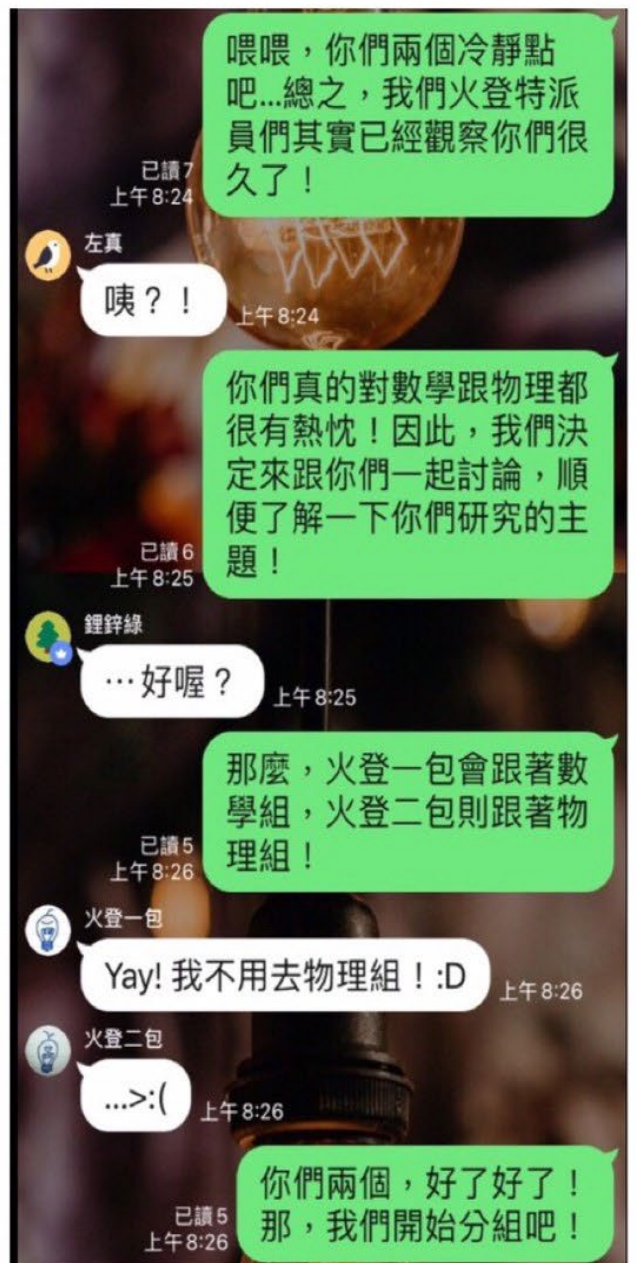 喂喂，你們兩個冷靜點
吧...總之，我們火登特派
員們其實已經觀察你們很
久了！
已讀7
上午8:24
左真
咦？！
上午8:24
你們真的對數學跟物理都
很有熱忱！因此，我們決
定來跟你們一起討論，順
便了解一下你們研究的主
題！
已讀6
上午8:25
鋰鋅綠
…好喔？
上午8:25
那麼，火登一包會跟著數
學組，火登二包則跟著物
理組！
已讀5
上午8:26
火登一包
Yay! 我不用去物理組！:D
上午8:26
火登二包
...>:(
上午8:26
你們兩個，好了好了！
那，我們開始分組吧！
已讀5
上午8:26